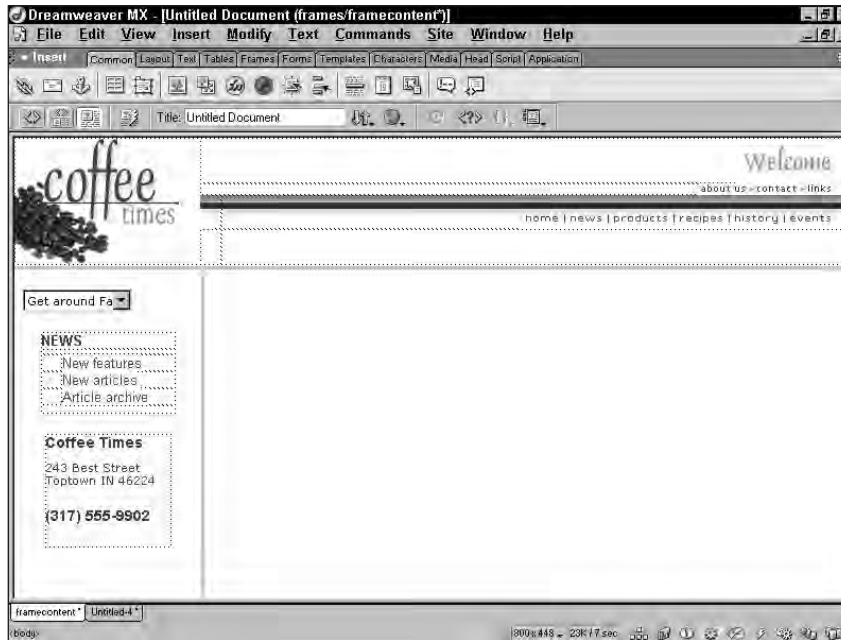 Dreamweaver MX - [Untitled Document (frames/framecontent*)]
File Edit View Insert Modify Text Commands Site Window Help
Insert Common Layout Text Tables Frames Forms Templates Characters Media Head Script Application
Title: Untitled Document
coffee
times
Welcome
about us - contact - links
home | news | products | recipes | history | events
Get around Fa
NEWS
New features
New articles
Article archive
Coffee Times
243 Best Street
Toptown IN 46224
(317) 555-9902
framecontent* Untitled-4*
<body> 800 x 448 23K / 7 sec